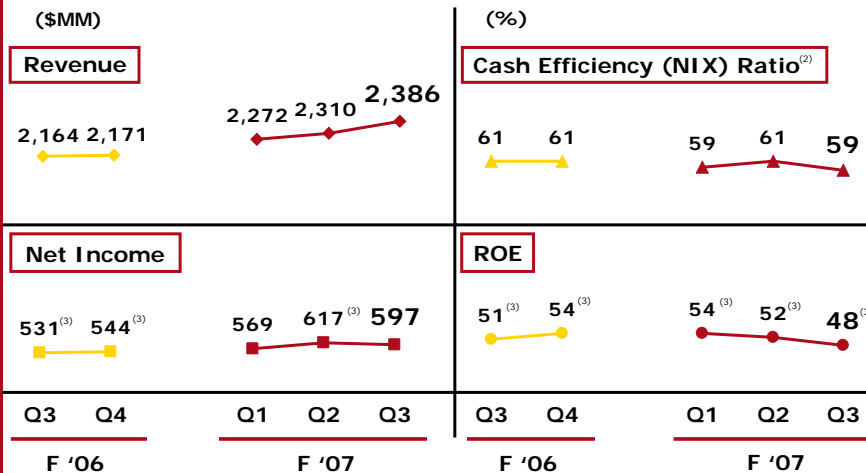 ($MM)
(%)
Revenue
Cash Efficiency (NIX) Ratio(2)
2,164 2,171
2,272 2,310 2,386
61 61
59 61 59
Net Income
ROE
531(3) 544(3)
569 617(3) 597
51(3) 54(3)
54(3) 52(3) 48(3
Q3 Q4 Q1 Q2 Q3
Q3 Q4 Q1 Q2 Q3
F '06 F '07
F '06 F '07